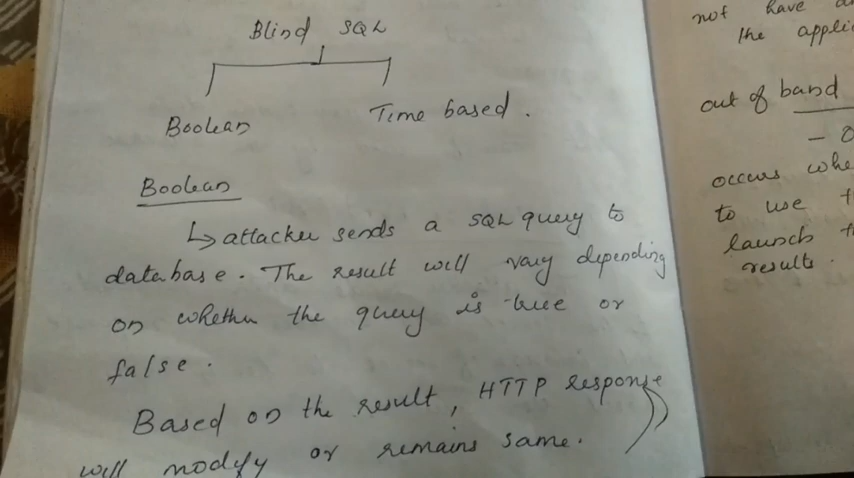 Blind SQL
Boolean Time based.
Boolean
↳ attacker sends a SQL query to
database. The result will vary depending
on whether the query is true or
false.
Based on the result, HTTP response
will modify or remains same.
not have
the
out of band
-
occurs
to use
launch
results.